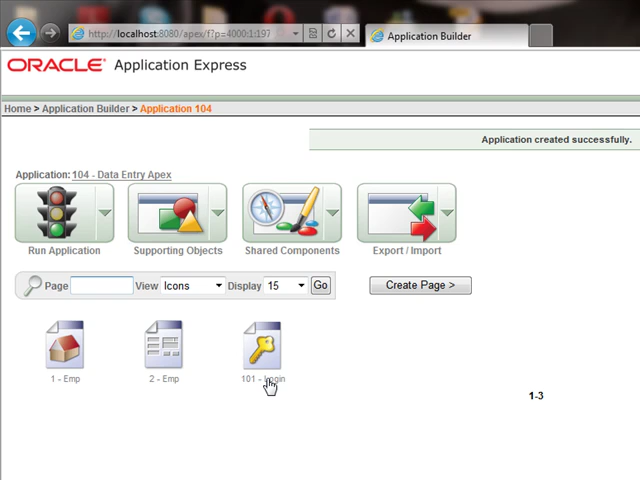 http://localhost:8080/apex/f?p=4000:1:197
Application Builder
ORACLE Application Express
Home > Application Builder > Application 104
Application created successfully.
Application: 104 - Data Entry Apex
Run Application Supporting Objects Shared Components Export / Import
Page View Icons Display 15 Go Create Page >
1 - Emp 2 - Emp 101 - Login
1-3